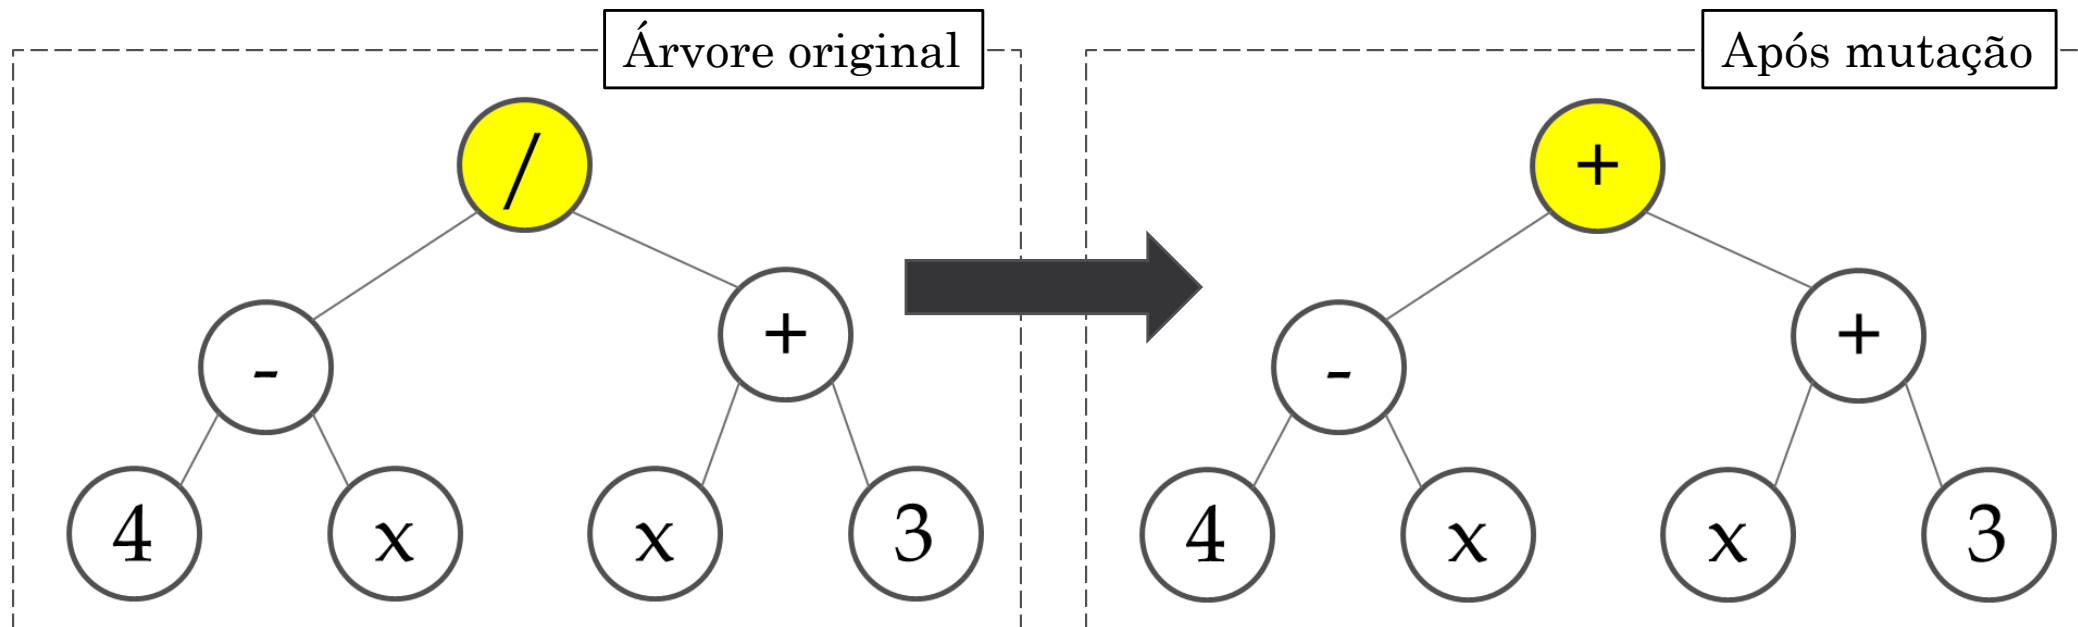 Árvore original
/
- +
4 x x 3
Após mutação
+
- +
4 x x 3